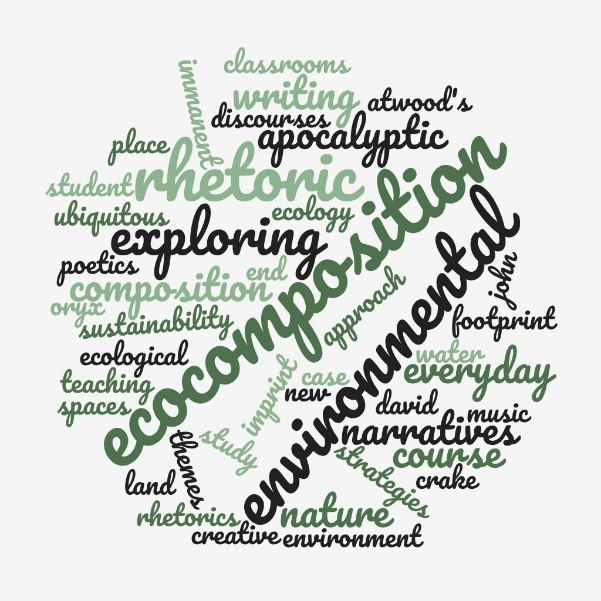 classrooms
immanent
writing
atwood's
discourses
apocalyptic
place
rhetoric
student
ubiquitous
ecology
exploring
ecocomposition
poetics
end
composition
oryx
sustainability
approach
john
environmental
footprint
ecological
water
teaching
case
everyday
spaces
imprint
new
david
music
study
narratives
themes
course
strategies
crake
land
rhetorics
nature
creative
environment